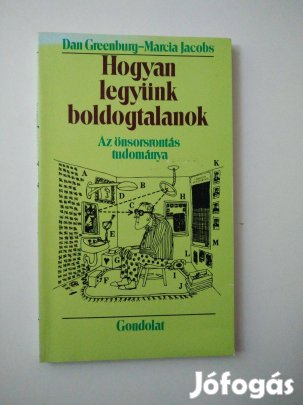 Dan Greenburg–Marcia Jacobs
Hogyan
legyünk
boldogtalanok
Az önsorsrontás
tudománya
A
B
C
D
E
F
G
H
I
J
K
L
M
Gondolat
Jófogás